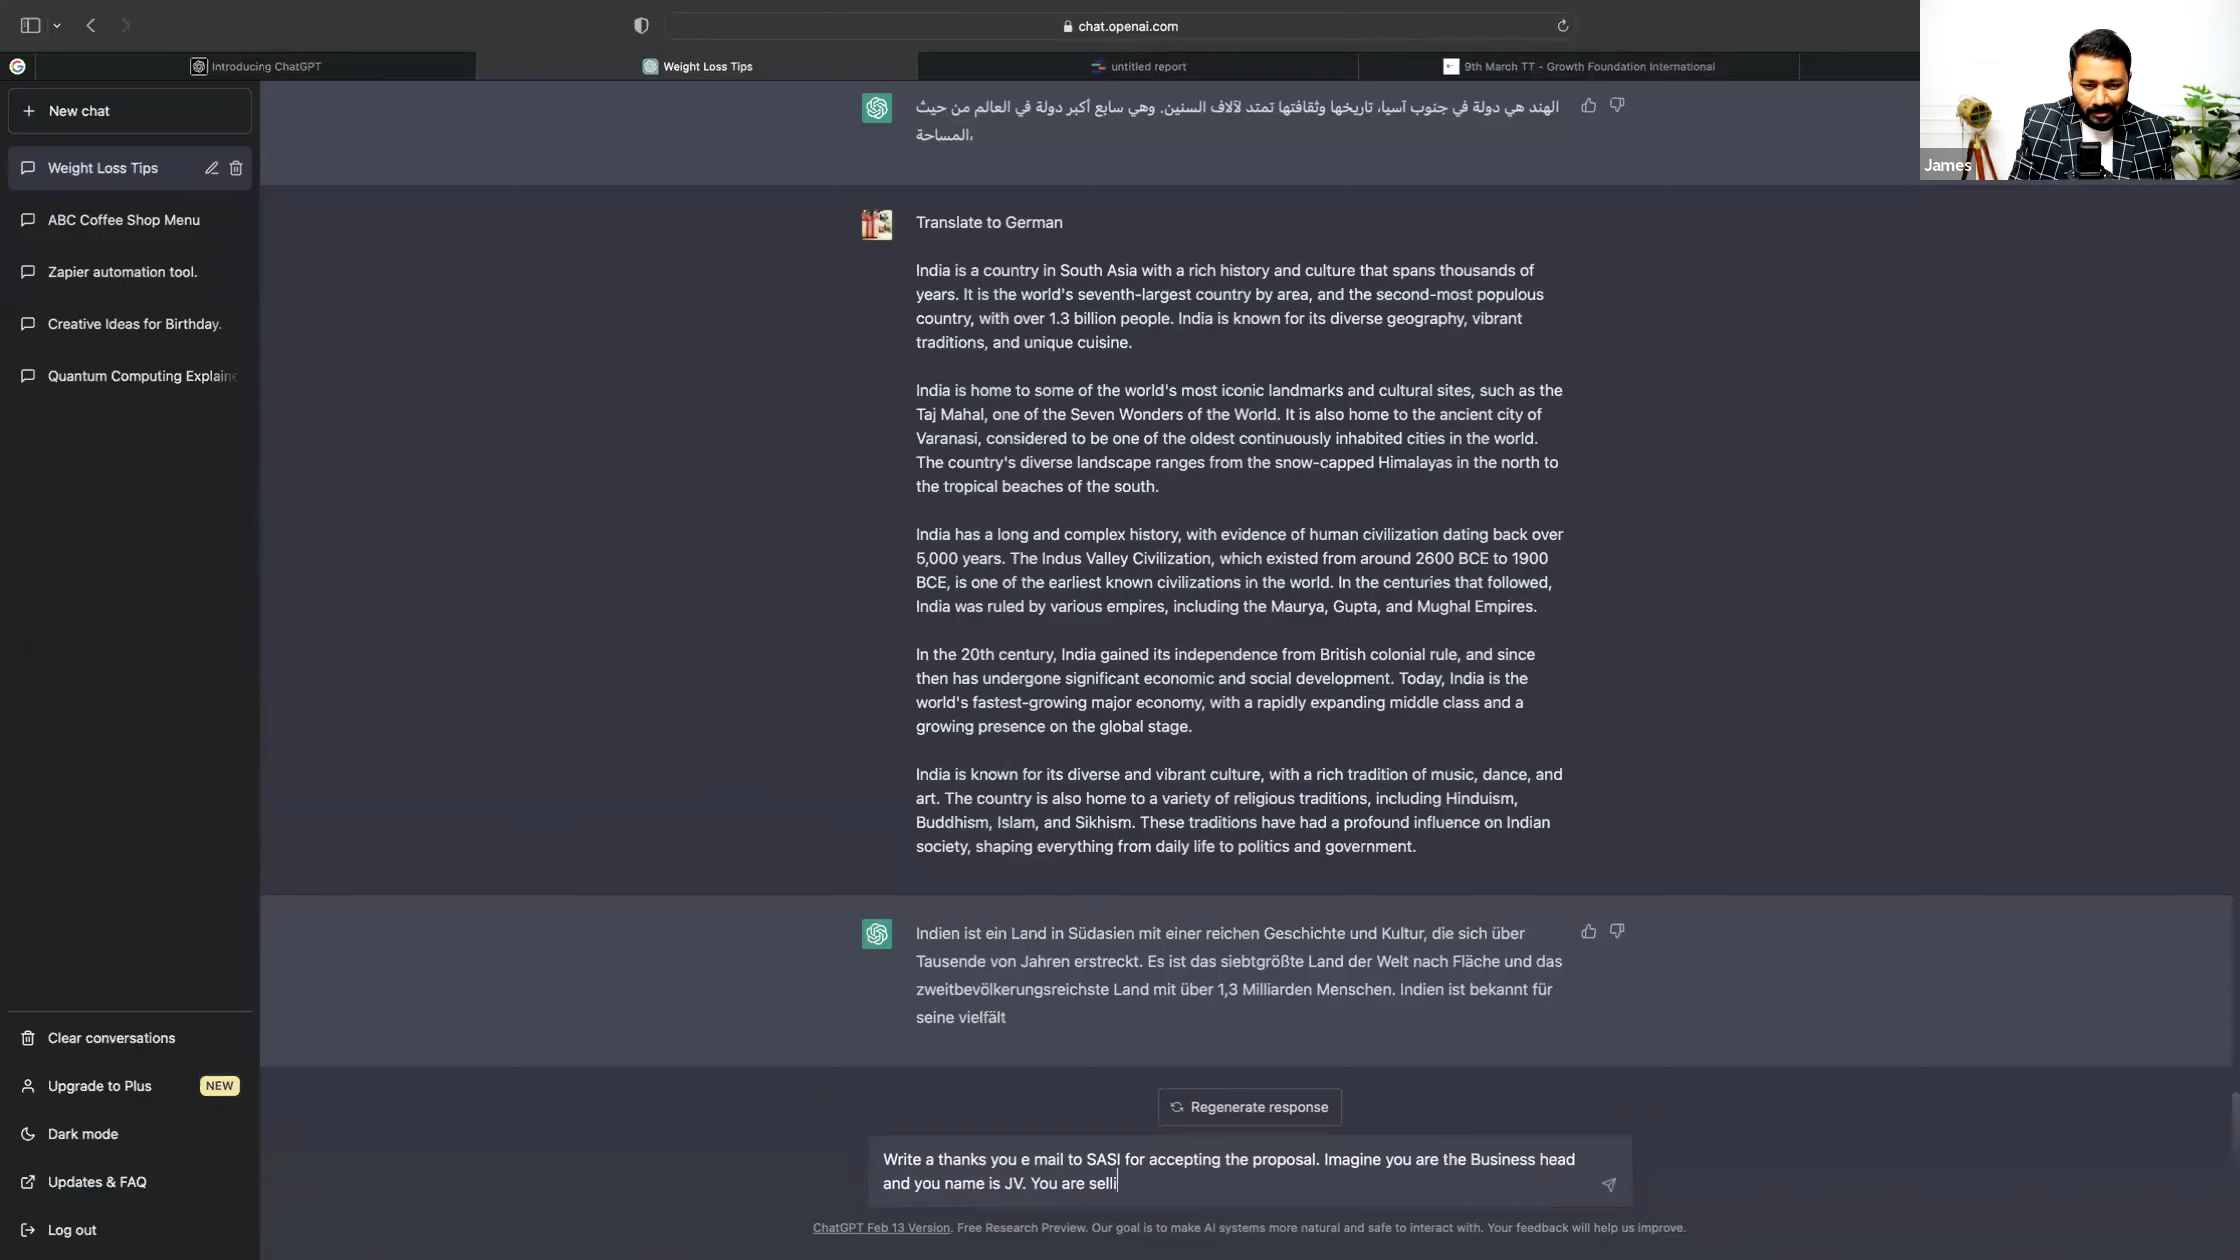 chat.openai.com
Introducing ChatGPT
Weight Loss Tips
untitled report
9th March TT - Growth Foundation International
James
New chat
Weight Loss Tips
ABC Coffee Shop Menu
Zapier automation tool.
Creative Ideas for Birthday.
Quantum Computing Explaine
الهند هي دولة في جنوب آسيا، تاريخها وثقافتها تمتد لآلاف السنين. وهي سابع أكبر دولة في العالم من حيث
المساحة،
Translate to German
India is a country in South Asia with a rich history and culture that spans thousands of
years. It is the world's seventh-largest country by area, and the second-most populous
country, with over 1.3 billion people. India is known for its diverse geography, vibrant
traditions, and unique cuisine.
India is home to some of the world's most iconic landmarks and cultural sites, such as the
Taj Mahal, one of the Seven Wonders of the World. It is also home to the ancient city of
Varanasi, considered to be one of the oldest continuously inhabited cities in the world.
The country's diverse landscape ranges from the snow-capped Himalayas in the north to
the tropical beaches of the south.
India has a long and complex history, with evidence of human civilization dating back over
5,000 years. The Indus Valley Civilization, which existed from around 2600 BCE to 1900
BCE, is one of the earliest known civilizations in the world. In the centuries that followed,
India was ruled by various empires, including the Maurya, Gupta, and Mughal Empires.
In the 20th century, India gained its independence from British colonial rule, and since
then has undergone significant economic and social development. Today, India is the
world's fastest-growing major economy, with a rapidly expanding middle class and a
growing presence on the global stage.
India is known for its diverse and vibrant culture, with a rich tradition of music, dance, and
art. The country is also home to a variety of religious traditions, including Hinduism,
Buddhism, Islam, and Sikhism. These traditions have had a profound influence on Indian
society, shaping everything from daily life to politics and government.
Indien ist ein Land in Südasien mit einer reichen Geschichte und Kultur, die sich über
Tausende von Jahren erstreckt. Es ist das siebtgrößte Land der Welt nach Fläche und das
zweitbevölkerungsreichste Land mit über 1,3 Milliarden Menschen. Indien ist bekannt für
seine vielfält
Clear conversations
Upgrade to Plus
NEW
Dark mode
Updates & FAQ
Log out
Regenerate response
Write a thanks you e mail to SASI for accepting the proposal. Imagine you are the Business head
and you name is JV. You are selli
ChatGPT Feb 13 Version. Free Research Preview. Our goal is to make AI systems more natural and safe to interact with. Your feedback will help us improve.